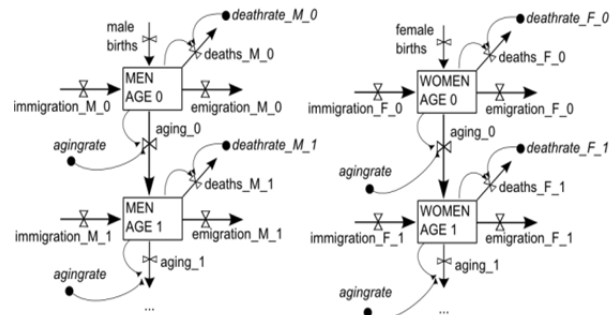 deathrate_M_0
male
births
deaths_M_0
MEN
AGE 0
immigration_M_0
emigration_M_0
aging_0
agingrate
deathrate_M_1
deaths_M_1
MEN
AGE 1
immigration_M_1
emigration_M_1
aging_1
agingrate
...
deathrate_F_0
female
births
deaths_F_0
WOMEN
AGE 0
immigration_F_0
emigration_F_0
aging_0
agingrate
deathrate_F_1
deaths_F_1
WOMEN
AGE 1
immigration_F_1
emigration_F_1
aging_1
agingrate
...